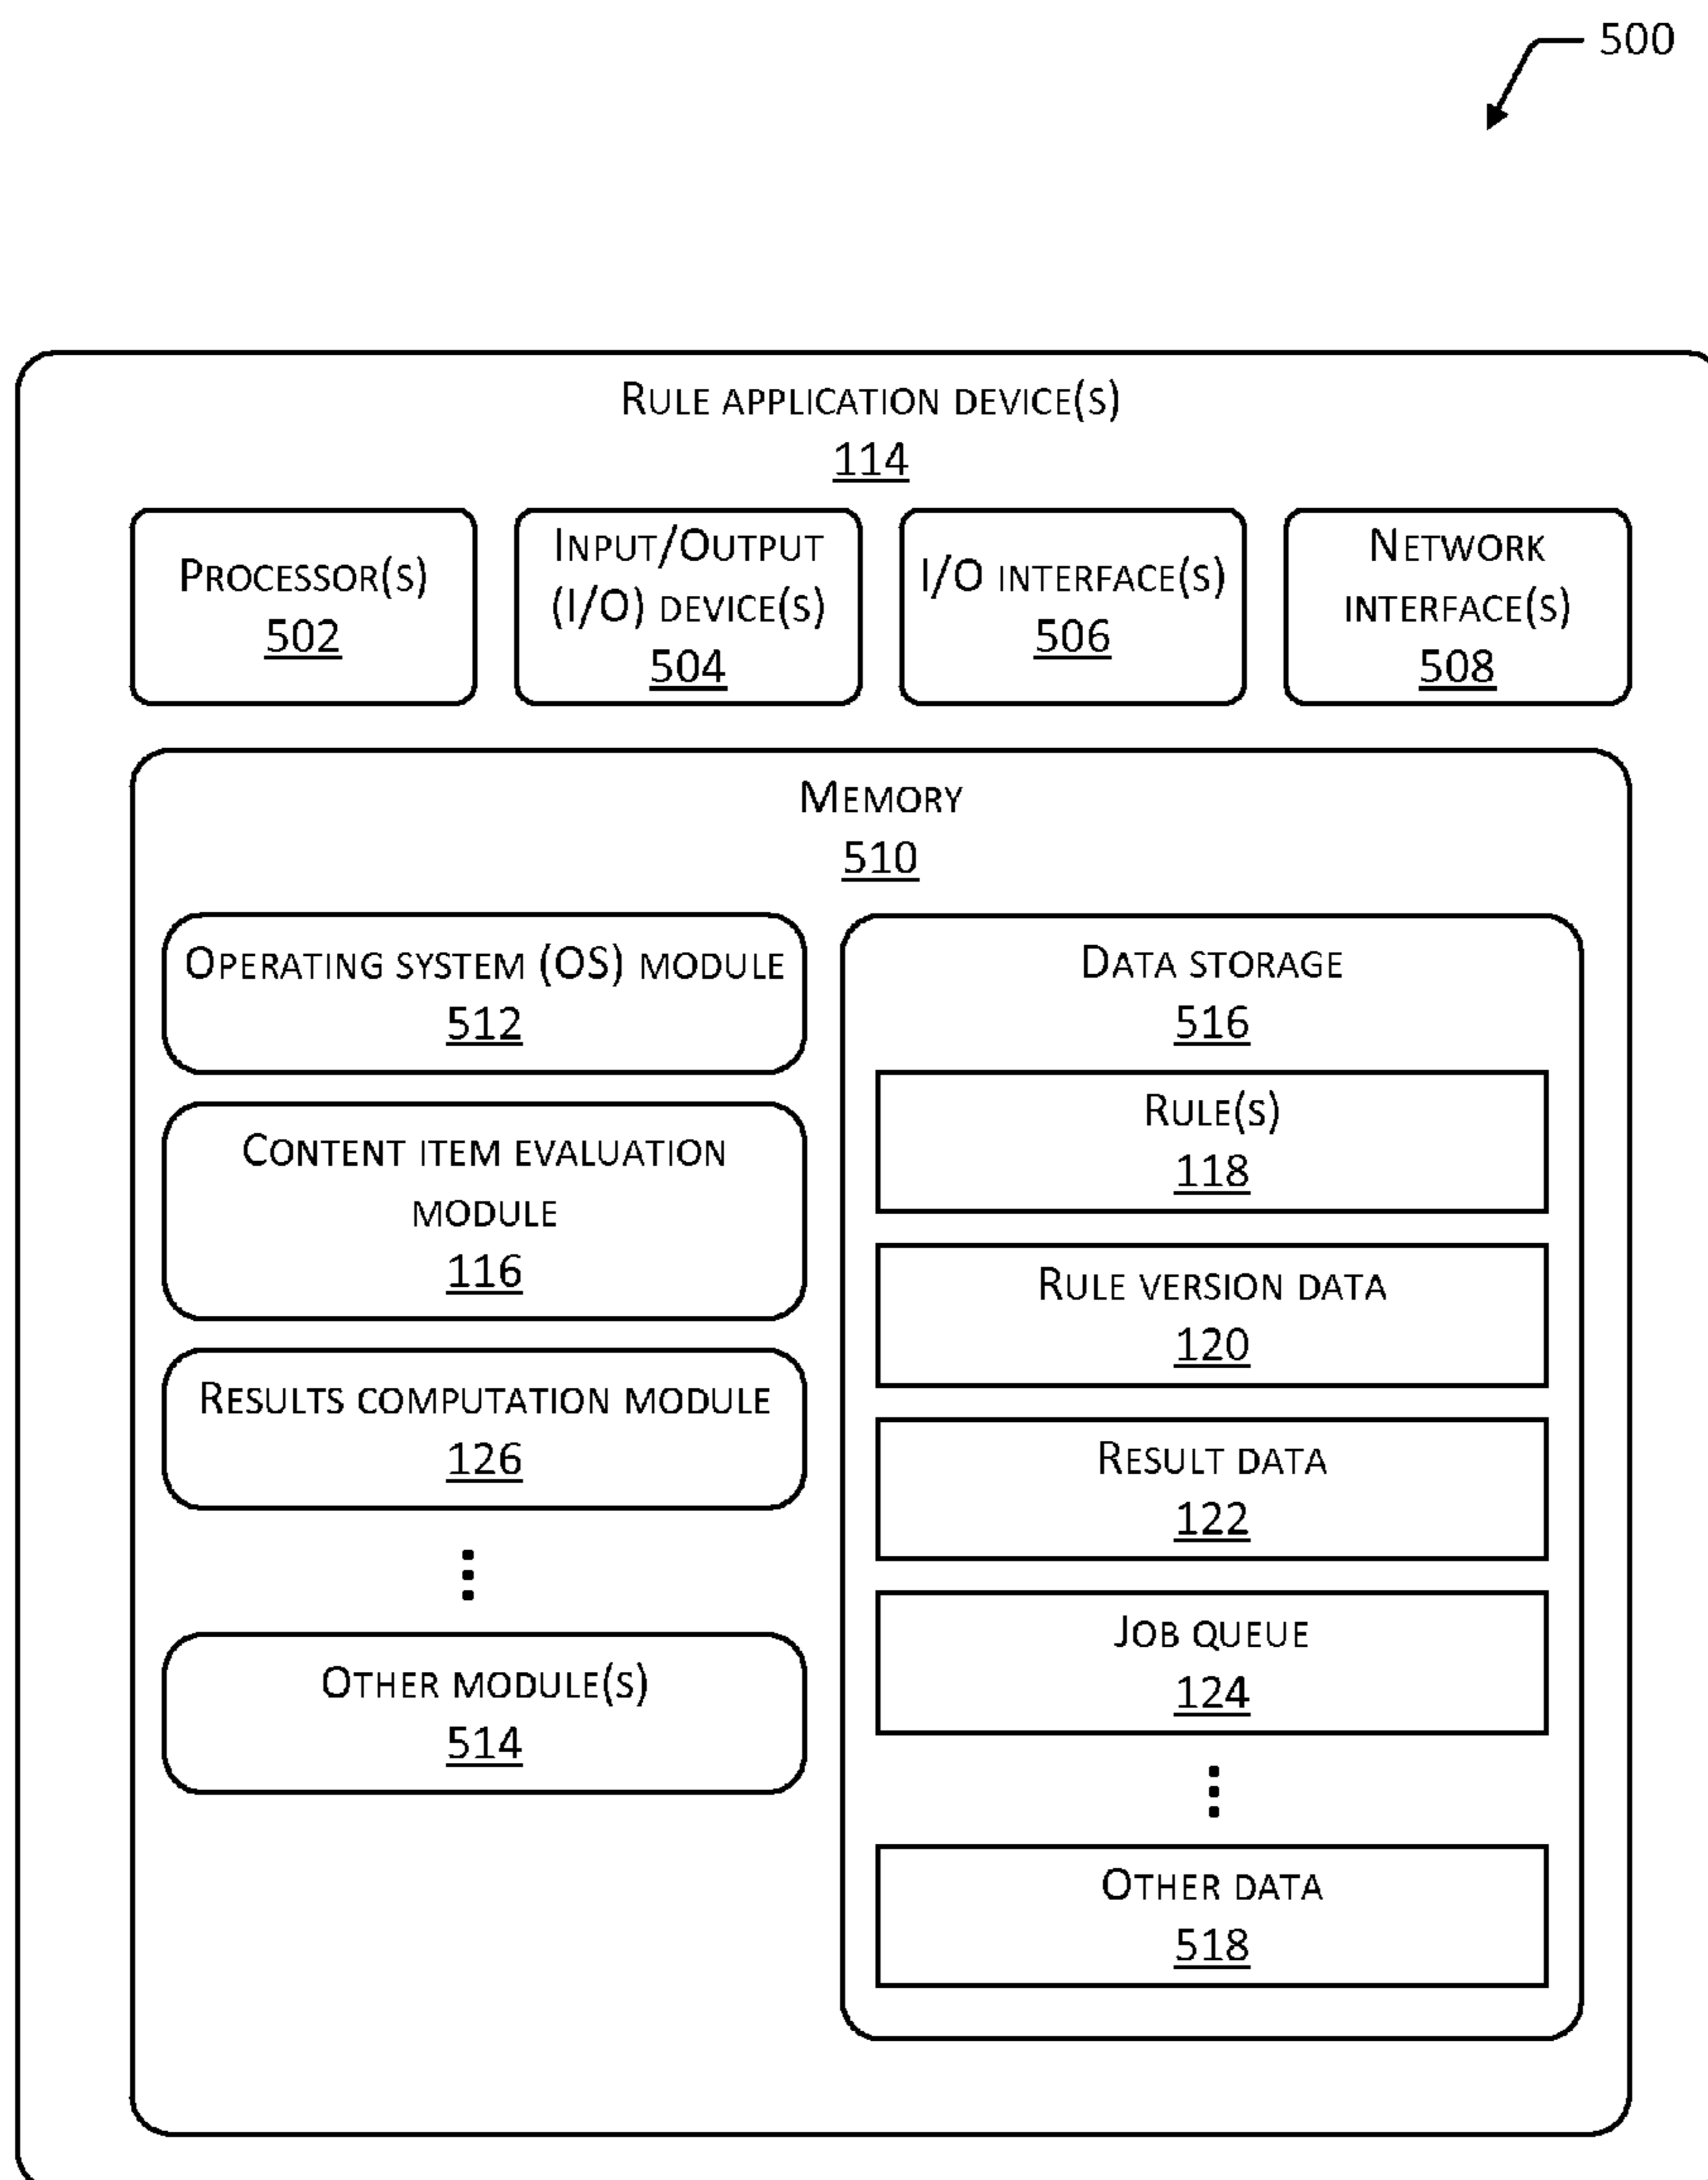 500
Rule application device(s)
114
Processor(s)
502
Input/Output
(I/O) device(s)
504
I/O interface(s)
506
Network
interface(s)
508
Memory
510
Operating system (OS) module
512
Content item evaluation
module
116
Results computation module
126
Other module(s)
514
Data storage
516
Rule(s)
118
Rule version data
120
Result data
122
Job queue
124
Other data
518